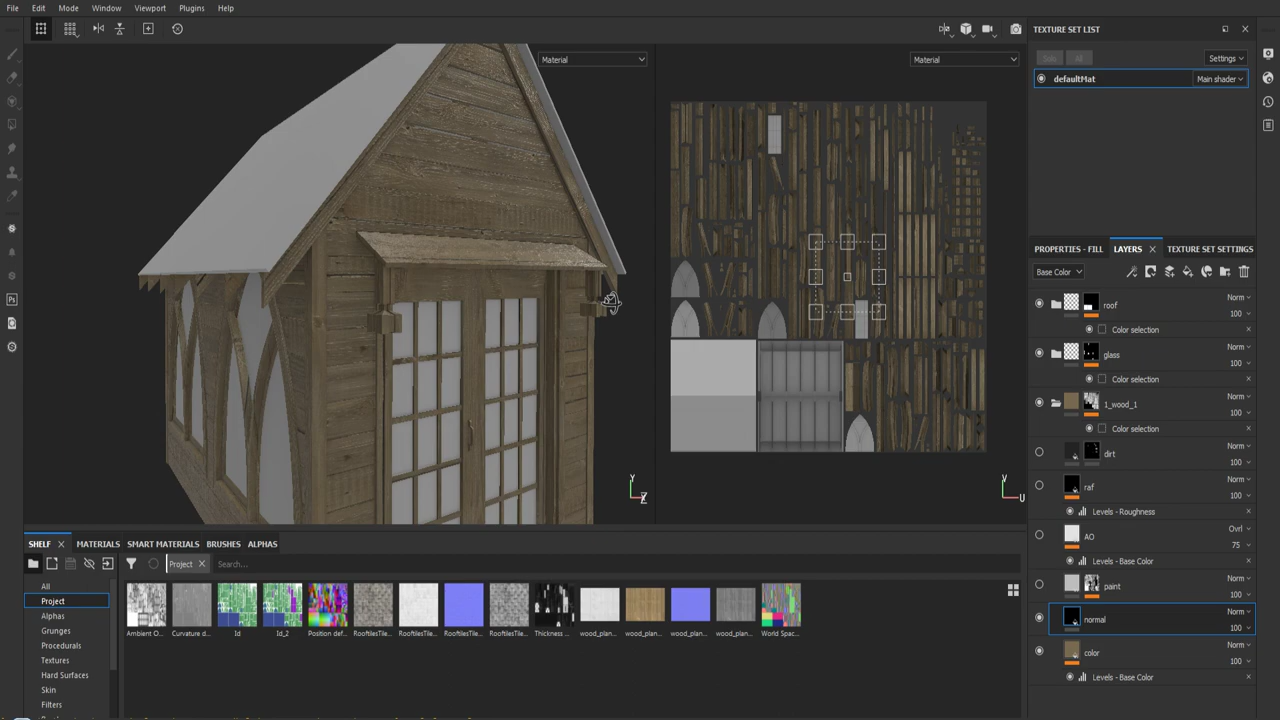 File Edit Mode Window Viewport Plugins Help
Material
Material
TEXTURE SET LIST
Solo All Settings
defaultMat Main shader
PROPERTIES - FILL LAYERS TEXTURE SET SETTINGS
Base Color
roof Norm 100
Color selection
glass Norm 100
Color selection
1_wood_1 Norm 100
Color selection
dirt Norm 100
raf Norm 100
Levels - Roughness
AO Ovrl 75
Levels - Base Color
paint Norm 100
normal Norm 100
color Norm 100
Levels - Base Color
Y
Z
V
U
SHELF MATERIALS SMART MATERIALS BRUSHES ALPHAS
Project Search...
All
Project
Alphas
Grunges
Procedurals
Textures
Hard Surfaces
Skin
Filters
Ambient O... Curvature d... Id Id_2 Position def... RooftilesTile... RooftilesTile... RooftilesTile... RooftilesTile... Thickness ... wood_plan... wood_plan... wood_plan... wood_plan... World Spac...
Ps